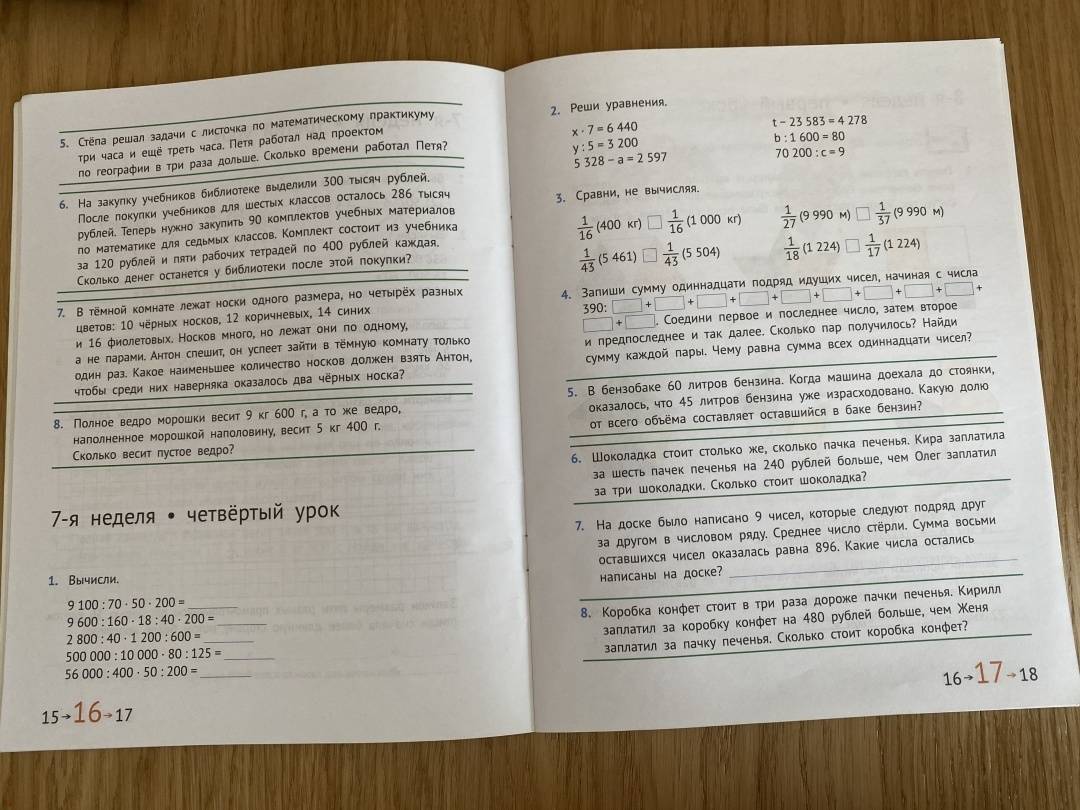 5. Стёпа решал задачи с листочка по математическому практикуму
три часа и ещё треть часа. Петя работал над проектом
по географии в три раза дольше. Сколько времени работал Петя?
6. На закупку учебников библиотеке выделили 300 тысяч рублей.
После покупки учебников для шестых классов осталось 286 тысяч
рублей. Теперь нужно закупить 90 комплектов учебных материалов
по математике для седьмых классов. Комплект состоит из учебника
за 120 рублей и пяти рабочих тетрадей по 400 рублей каждая.
Сколько денег останется у библиотеки после этой покупки?
7. В тёмной комнате лежат носки одного размера, но четырёх разных
цветов: 10 чёрных носков, 12 коричневых, 14 синих
и 16 фиолетовых. Носков много, но лежат они по одному,
а не парами. Антон спешит, он успеет зайти в тёмную комнату только
один раз. Какое наименьшее количество носков должен взять Антон,
чтобы среди них наверняка оказалось два чёрных носка?
8. Полное ведро морошки весит 9 кг 600 г, а то же ведро,
наполненное морошкой наполовину, весит 5 кг 400 г.
Сколько весит пустое ведро?
7-я неделя • четвёртый урок
1. Вычисли.
9 100 : 70 · 50 · 200 =
9 600 : 160 · 18 : 40 · 200 =
2 800 : 40 · 1 200 : 600 =
500 000 : 10 000 · 80 : 125 =
56 000 : 400 · 50 : 200 =
15→16→17
2. Реши уравнения.
x · 7 = 6 440 t − 23 583 = 4 278
y : 5 = 3 200 b : 1 600 = 80
5 328 − a = 2 597 70 200 : c = 9
3. Сравни, не вычисляя.
1/16 (400 кг) □ 1/16 (1 000 кг) 1/27 (9 990 м) □ 1/37 (9 990 м)
1/43 (5 461) □ 1/43 (5 504) 1/18 (1 224) □ 1/17 (1 224)
4. Запиши сумму одиннадцати подряд идущих чисел, начиная с числа
390: □ + □ + □ + □ + □ + □ + □ + □ + □ +
□ + □. Соедини первое и последнее число, затем второе
и предпоследнее и так далее. Сколько пар получилось? Найди
сумму каждой пары. Чему равна сумма всех одиннадцати чисел?
5. В бензобаке 60 литров бензина. Когда машина доехала до стоянки,
оказалось, что 45 литров бензина уже израсходовано. Какую долю
от всего объёма составляет оставшийся в баке бензин?
6. Шоколадка стоит столько же, сколько пачка печенья. Кира заплатила
за шесть пачек печенья на 240 рублей больше, чем Олег заплатил
за три шоколадки. Сколько стоит шоколадка?
7. На доске было написано 9 чисел, которые следуют подряд друг
за другом в числовом ряду. Среднее число стёрли. Сумма восьми
оставшихся чисел оказалась равна 896. Какие числа остались
написаны на доске?
8. Коробка конфет стоит в три раза дороже пачки печенья. Кирилл
заплатил за коробку конфет на 480 рублей больше, чем Женя
заплатил за пачку печенья. Сколько стоит коробка конфет?
16→17→18